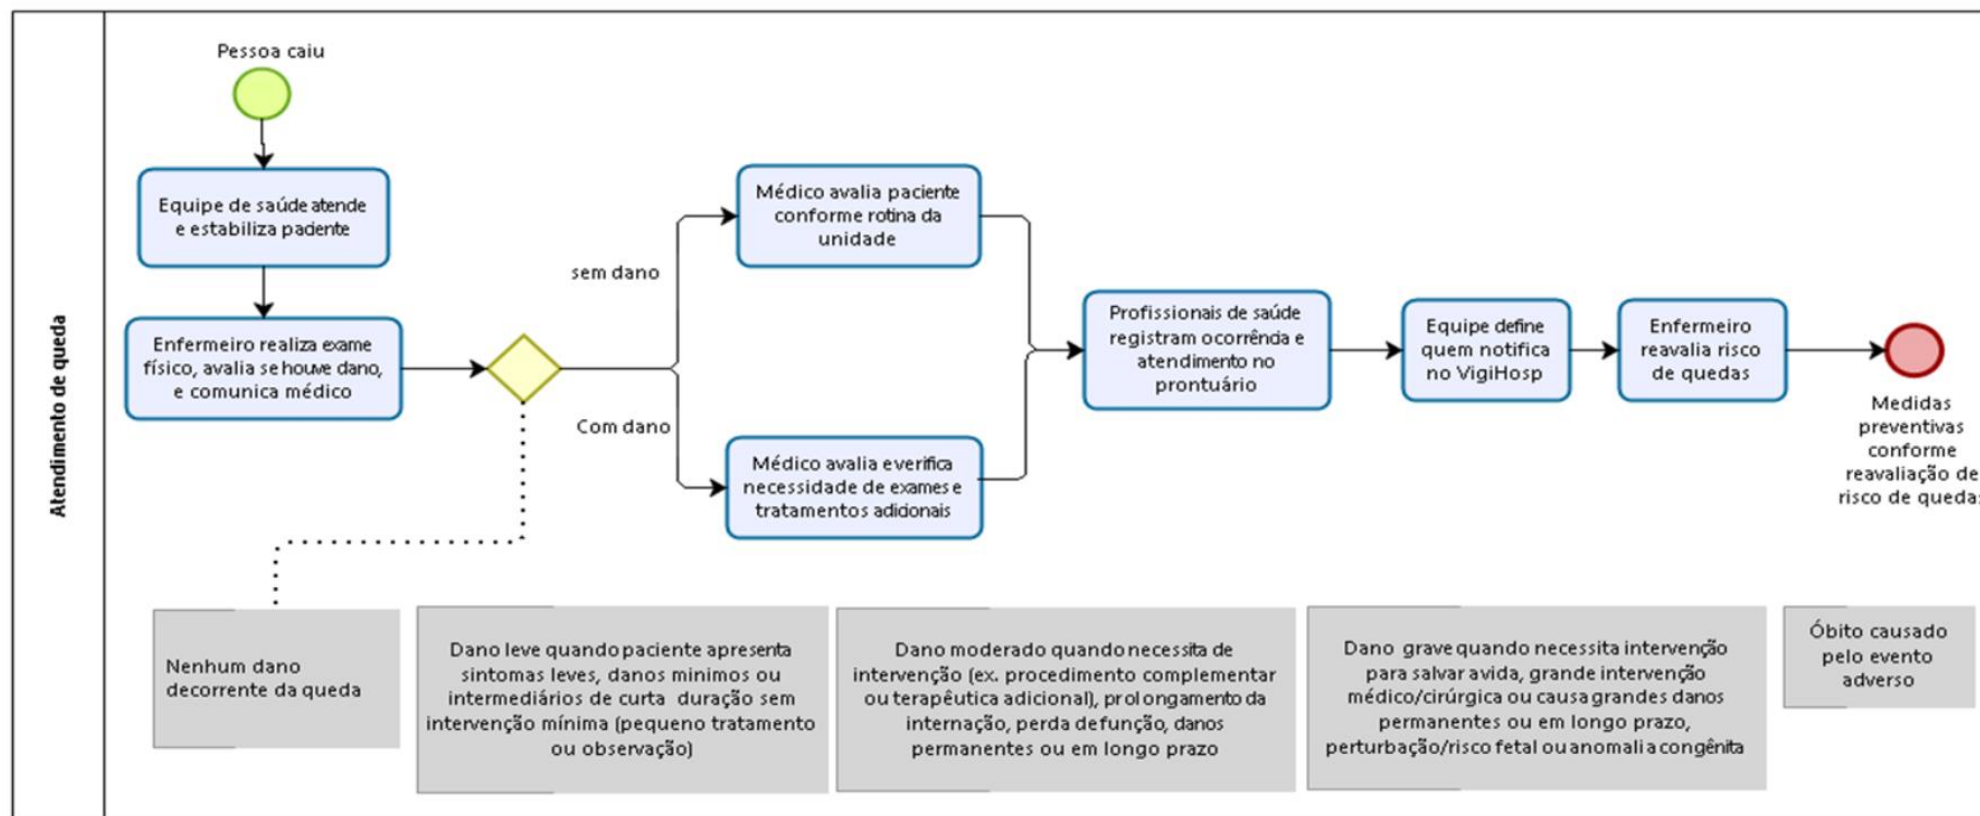 Atendimento de queda
Pessoa caiu
Equipe de saúde atende
e estabiliza paciente
Enfermeiro realiza exame
físico, avalia se houve dano,
e comunica médico
sem dano
Com dano
Médico avalia paciente
conforme rotina da
unidade
Médico avalia e verifica
necessidade de exames e
tratamentos adicionais
Profissionais de saúde
registram ocorrência e
atendimento no
prontuário
Equipe define
quem notifica
no VigiHosp
Enfermeiro
reavalia risco
de quedas
Medidas
preventivas
conforme
reavaliação de
risco de quedas
Nenhum dano
decorrente da queda
Dano leve quando paciente apresenta
sintomas leves, danos minimos ou
intermediários de curta duração sem
intervenção mínima (pequeno tratamento
ou observação)
Dano moderado quando necessita de
intervenção (ex. procedimento complementar
ou terapêutica adicional), prolongamento da
internação, perda de função, danos
permanentes ou em longo prazo
Dano grave quando necessita intervenção
para salvar a vida, grande intervenção
médico/cirúrgica ou causa grandes danos
permanentes ou em longo prazo,
perturbação/risco fetal ou anomalia congênita
Óbito causado
pelo evento
adverso